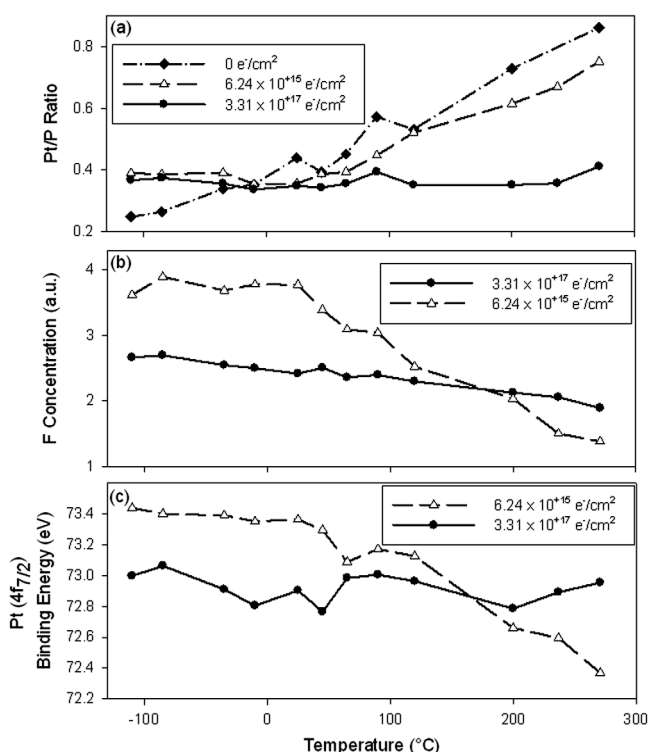 (a)
0 e⁻/cm²
6.24 × 10⁺¹⁵ e⁻/cm²
3.31 × 10⁺¹⁷ e⁻/cm²
Pt/P Ratio
0.8
0.6
0.4
0.2
(b)
3.31 × 10⁺¹⁷ e⁻/cm²
6.24 × 10⁺¹⁵ e⁻/cm²
F Concentration (a.u.)
4
3
2
1
(c)
6.24 × 10⁺¹⁵ e⁻/cm²
3.31 × 10⁺¹⁷ e⁻/cm²
Pt (4f7/2)
Binding Energy (eV)
73.4
73.2
73.0
72.8
72.6
72.4
72.2
-100 0 100 200 300
Temperature (°C)